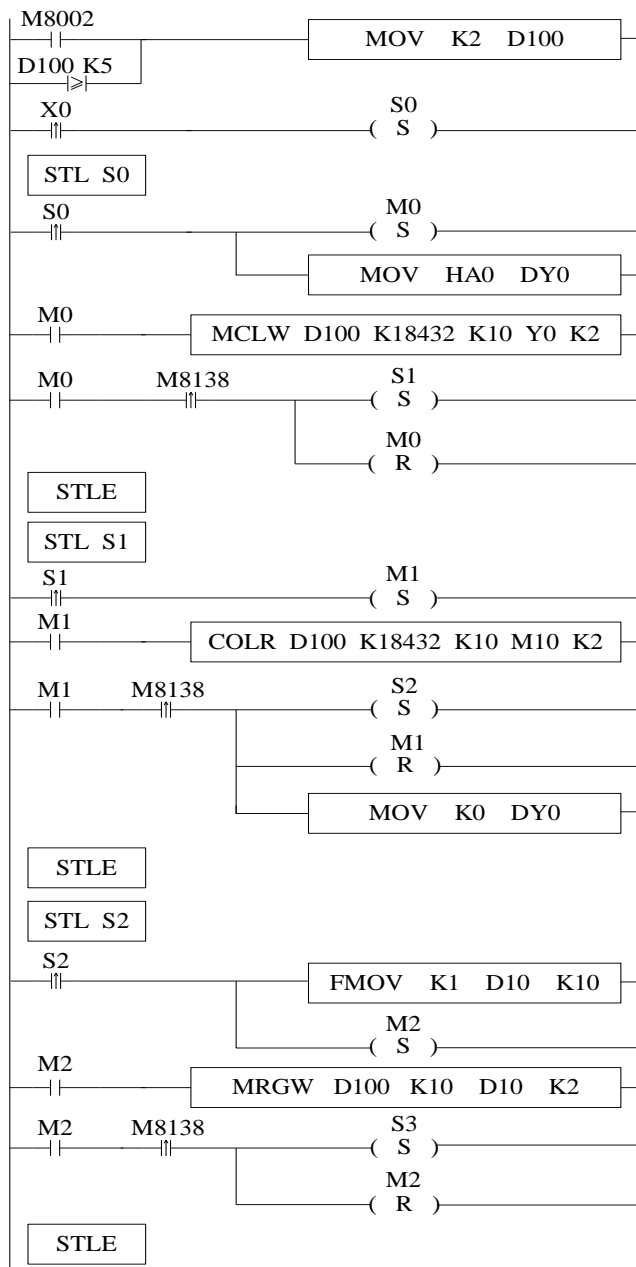 M8002
MOV K2 D100
D100 K5
≥
X0
S0
( S )
STL S0
S0
M0
( S )
MOV HA0 DY0
M0
MCLW D100 K18432 K10 Y0 K2
M0 M8138
S1
( S )
M0
( R )
STLE
STL S1
S1
M1
( S )
M1
COLR D100 K18432 K10 M10 K2
M1 M8138
S2
( S )
M1
( R )
MOV K0 DY0
STLE
STL S2
S2
FMOV K1 D10 K10
M2
( S )
M2
MRGW D100 K10 D10 K2
M2 M8138
S3
( S )
M2
( R )
STLE